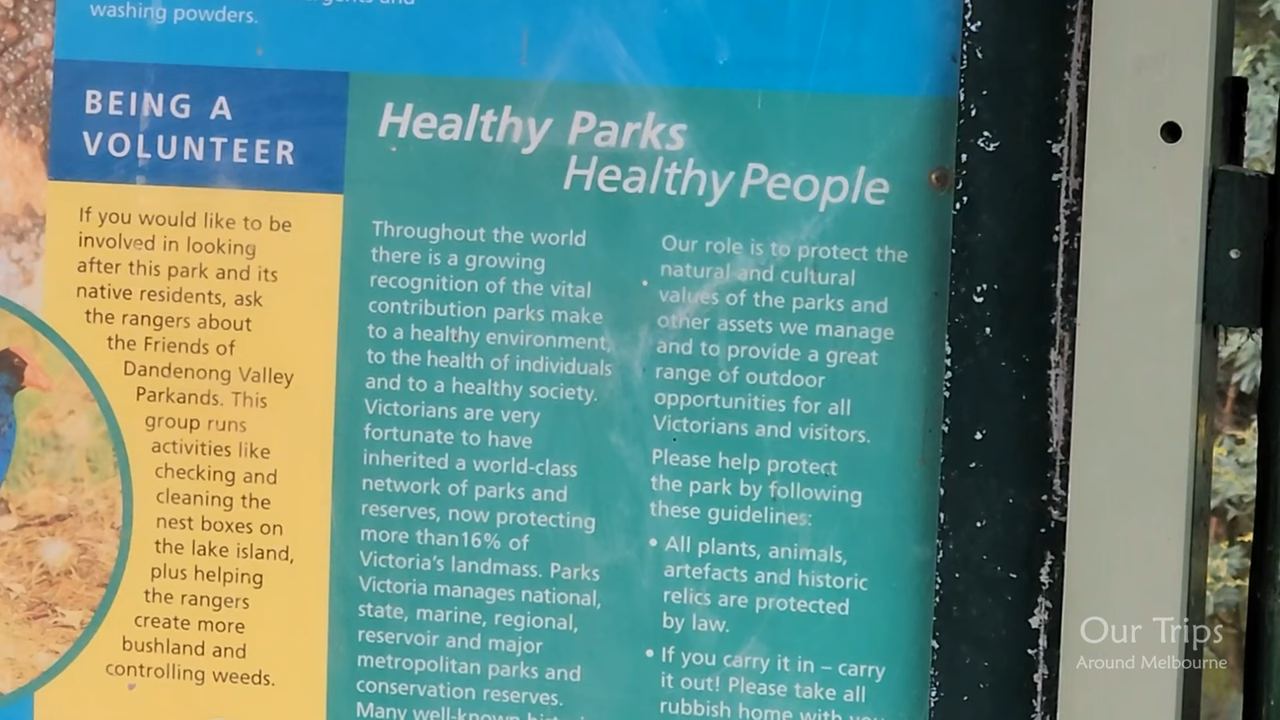 washing powders.
BEING A
VOLUNTEER
If you would like to be
involved in looking
after this park and its
native residents, ask
the rangers about
the Friends of
Dandenong Valley
Parkands. This
group runs
activities like
checking and
cleaning the
nest boxes on
the lake island,
plus helping
the rangers
create more
bushland and
controlling weeds.
Healthy Parks
Healthy People
Throughout the world
there is a growing
recognition of the vital
contribution parks make
to a healthy environment,
to the health of individuals
and to a healthy society.
Victorians are very
fortunate to have
inherited a world-class
network of parks and
reserves, now protecting
more than16% of
Victoria's landmass. Parks
Victoria manages national,
state, marine, regional,
reservoir and major
metropolitan parks and
conservation reserves.
Many well-known
Our role is to protect the
natural and cultural
values of the parks and
other assets we manage
and to provide a great
range of outdoor
opportunities for all
Victorians and visitors.
Please help protect
the park by following
these guidelines:
• All plants, animals,
artefacts and historic
relics are protected
by law.
• If you carry it in – carry
it out! Please take all
rubbish home with you
Our Trips
Around Melbourne